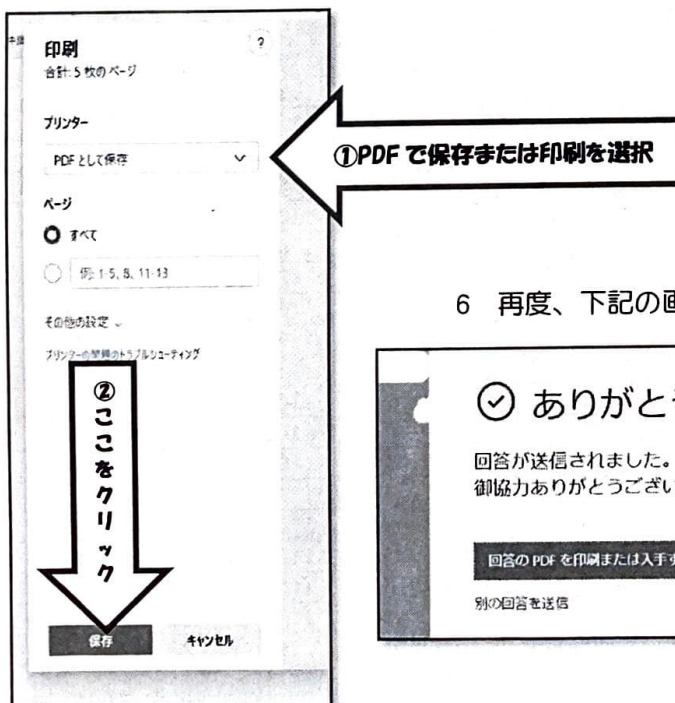 印刷
?
合計: 5 枚のページ
プリンター
PDF として保存
ページ
すべて
例: 1-5、8、11-13
その他の設定
プリンターの問題のトラブルシューティング
保存
キャンセル
①PDF で保存または印刷を選択
②ここをクリック
6 再度、下記の
ありがと
回答が送信されました。
御協力ありがとうござい
回答の PDF を印刷または入手
別の回答を送信